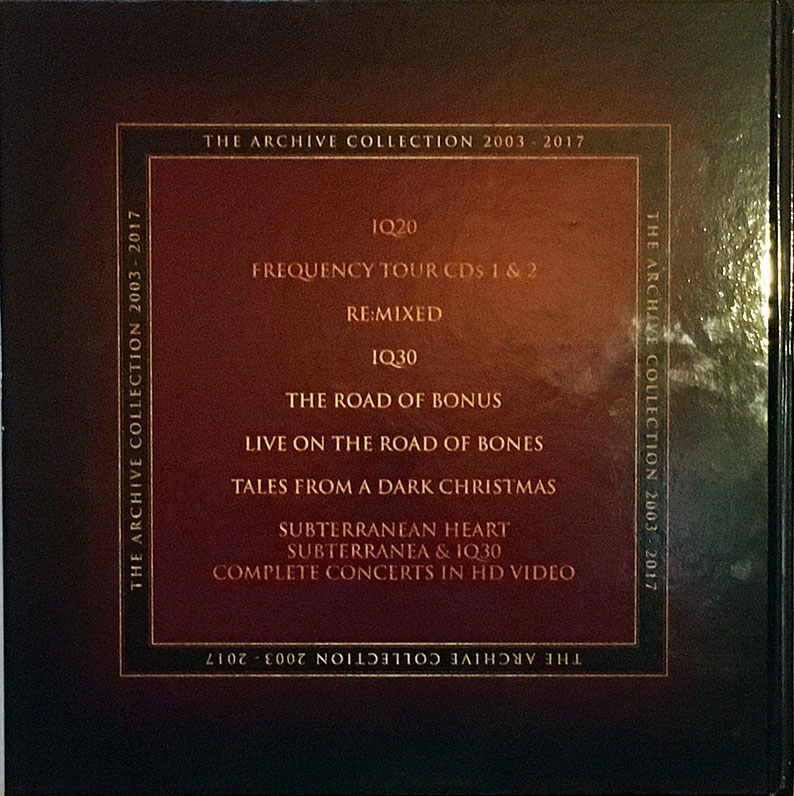 THE ARCHIVE COLLECTION 2003 - 2017
THE ARCHIVE COLLECTION 2003 - 2017
IQ20
FREQUENCY TOUR CDs 1 & 2
RE:MIXED
IQ30
THE ROAD OF BONUS
LIVE ON THE ROAD OF BONES
TALES FROM A DARK CHRISTMAS
SUBTERRANEAN HEART
SUBTERRANEA & IQ30
COMPLETE CONCERTS IN HD VIDEO
THE ARCHIVE COLLECTION 2003 - 2017
THE ARCHIVE COLLECTION 2003 - 2017